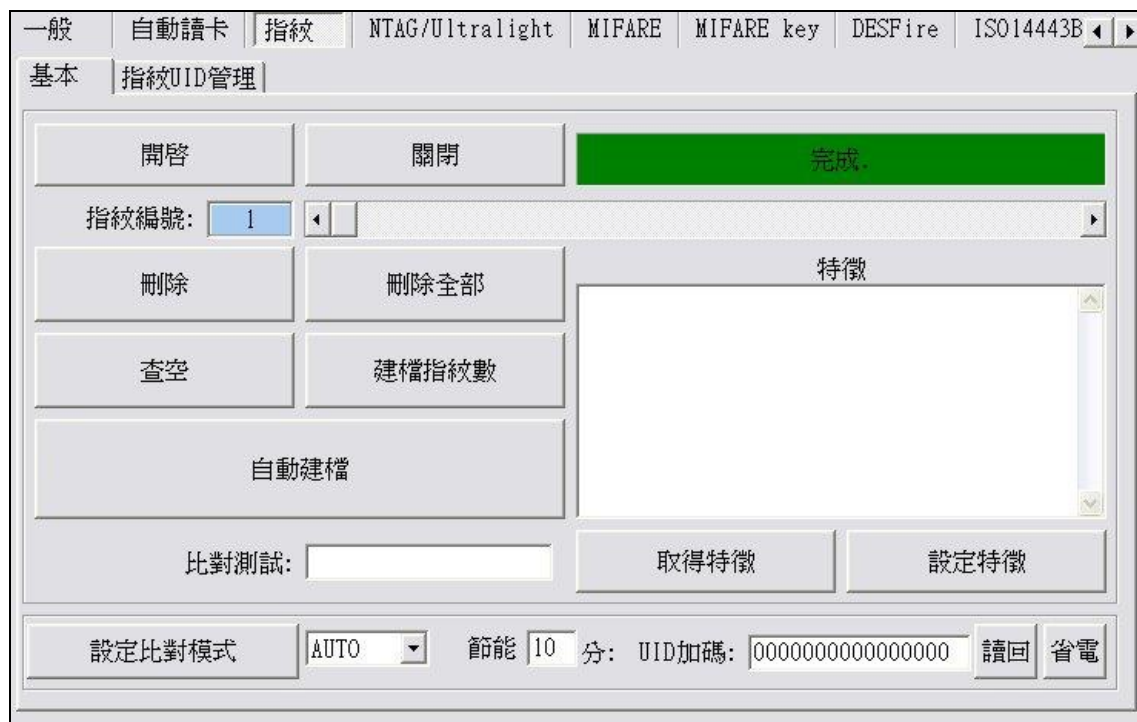 一般 自動讀卡 指紋 NTAG/Ultralight MIFARE MIFARE key DESFire ISO14443B
基本 指紋UID管理
開啓 關閉 完成.
指紋編號: 1
刪除 刪除全部 特徵
查空 建檔指紋數
自動建檔
比對測試: 取得特徵 設定特徵
設定比對模式 AUTO 節能 10 分: UID加碼: 0000000000000000 讀回 省電